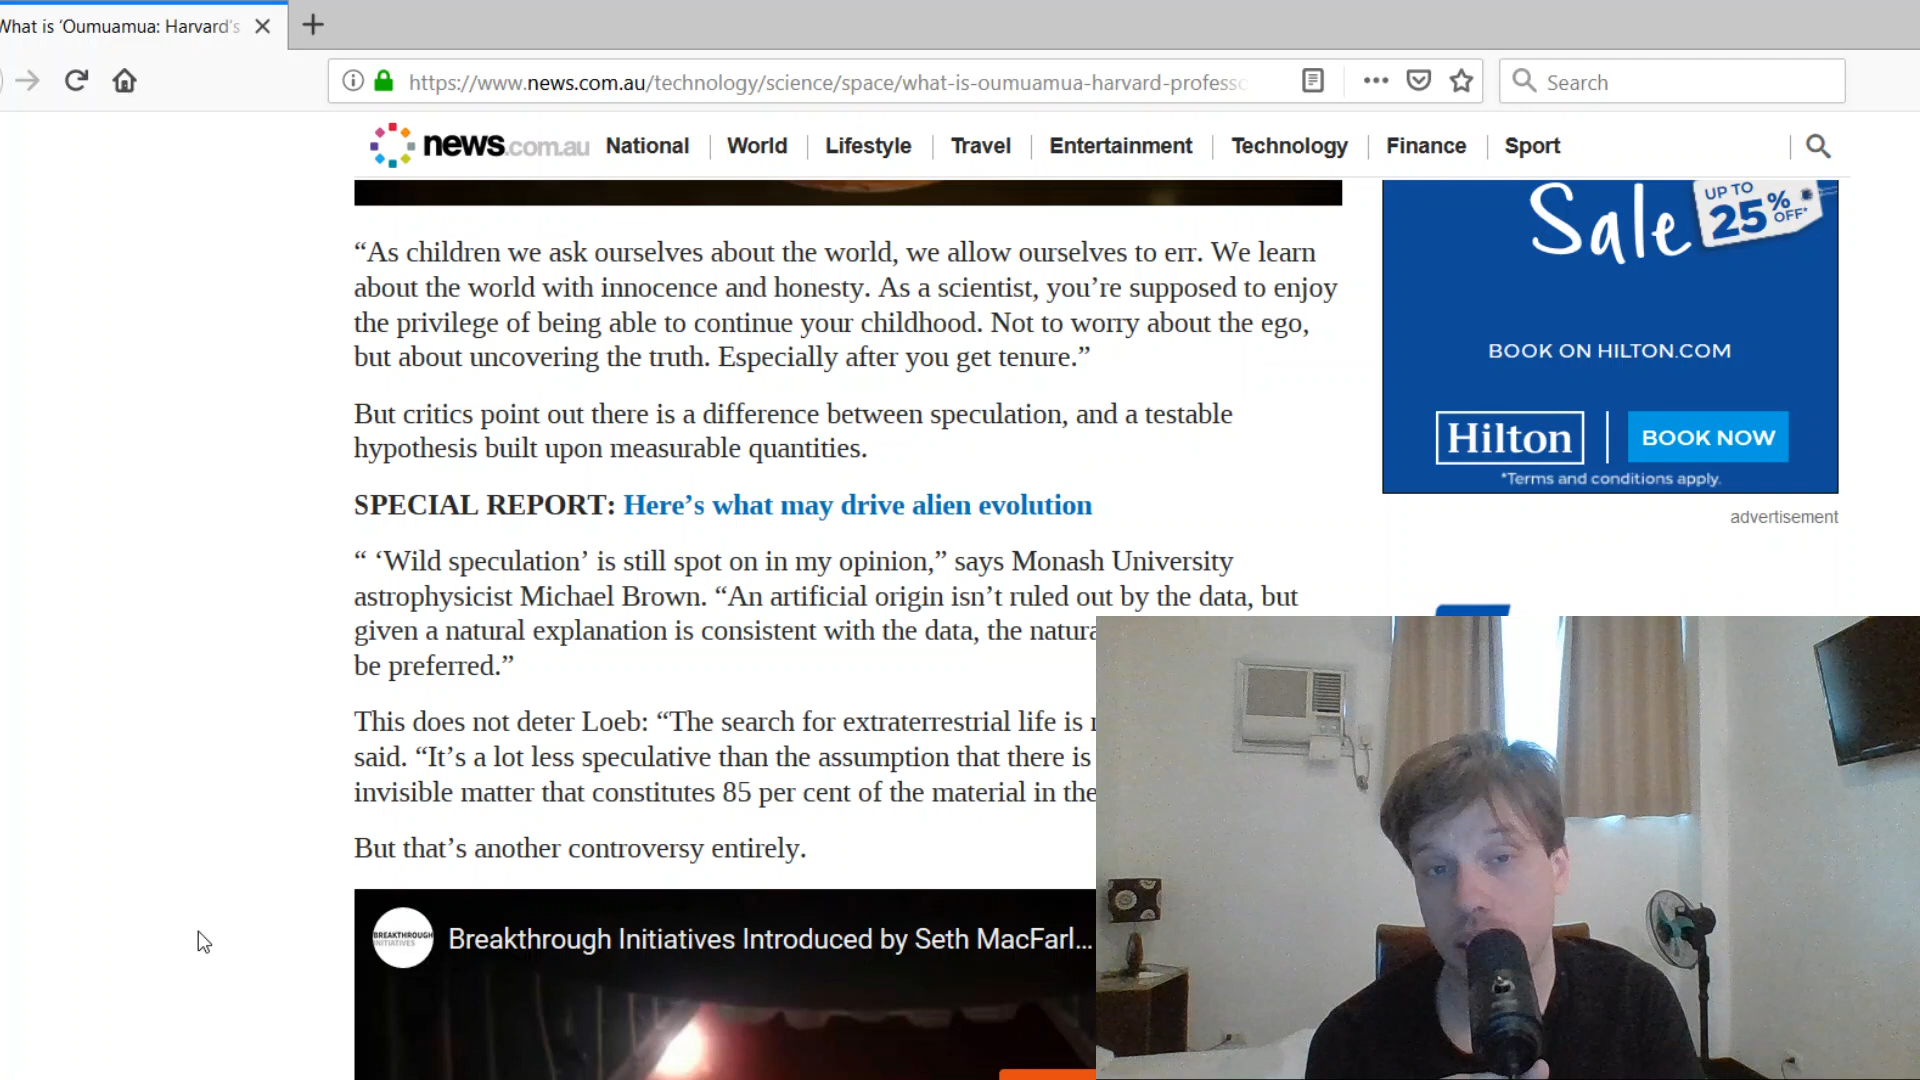 What is ‘Oumuamua: Harvard's
https://www.news.com.au/technology/science/space/what-is-oumuamua-harvard-professo
Search
news.com.au National World Lifestyle Travel Entertainment Technology Finance Sport
Sale UP TO 25% OFF*
“As children we ask ourselves about the world, we allow ourselves to err. We learn
about the world with innocence and honesty. As a scientist, you’re supposed to enjoy
the privilege of being able to continue your childhood. Not to worry about the ego,
but about uncovering the truth. Especially after you get tenure.”
BOOK ON HILTON.COM
Hilton BOOK NOW
*Terms and conditions apply.
advertisement
But critics point out there is a difference between speculation, and a testable
hypothesis built upon measurable quantities.
SPECIAL REPORT: Here’s what may drive alien evolution
“ ‘Wild speculation’ is still spot on in my opinion,” says Monash University
astrophysicist Michael Brown. “An artificial origin isn’t ruled out by the data, but
given a natural explanation is consistent with the data, the natura
be preferred.”
This does not deter Loeb: “The search for extraterrestrial life is
said. “It’s a lot less speculative than the assumption that there is
invisible matter that constitutes 85 per cent of the material in the
But that’s another controversy entirely.
BREAKTHROUGH
INITIATIVES
Breakthrough Initiatives Introduced by Seth MacFarl...